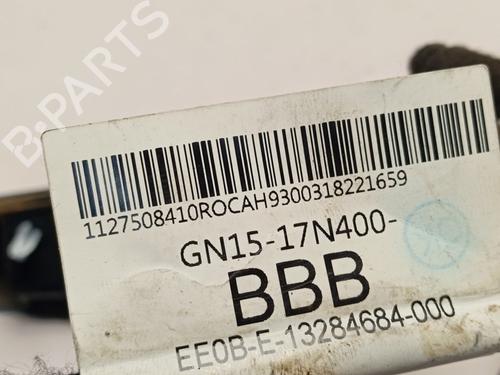 B-PARTS
1127508410ROCAH9300318221659
GN15-17N400-
BBB
EE0B-E-13284684-000